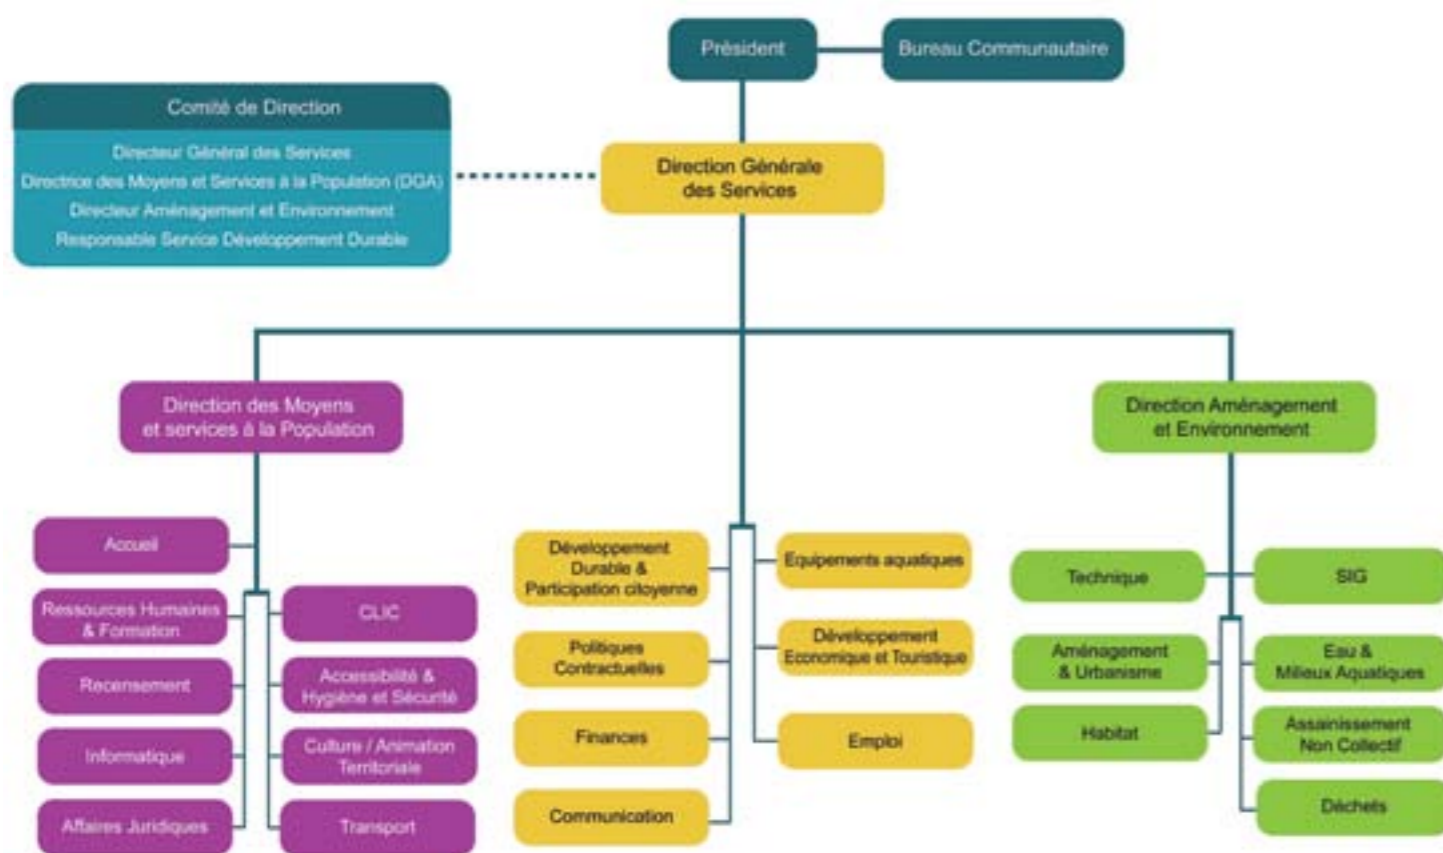 Président
Bureau Communautaire
Comité de Direction
Directeur Général des Services
Directrice des Moyens et Services à la Population (DGA)
Directeur Aménagement et Environnement
Responsable Service Développement Durable
Direction Générale
des Services
Direction des Moyens
et services à la Population
Accueil
Ressources Humaines
& Formation
Recensement
Informatique
Affaires Juridiques
CLIC
Accessibilité &
Hygiène et Sécurité
Culture / Animation
Territoriale
Transport
Développement
Durable &
Participation citoyenne
Politiques
Contractuelles
Finances
Communication
Equipements aquatiques
Développement
Economique et Touristique
Emploi
Direction Aménagement
et Environnement
Technique
Aménagement
& Urbanisme
Habitat
SIG
Eau &
Milieux Aquatiques
Assainissement
Non Collectif
Déchets